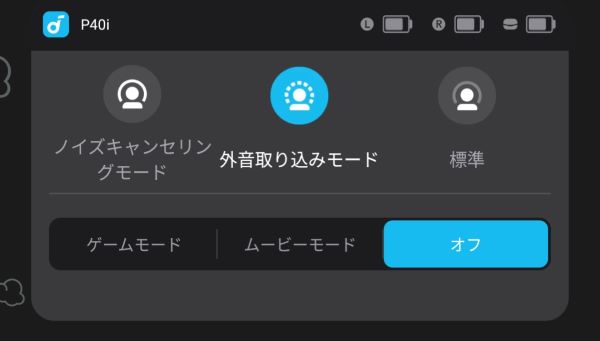 P40i
L
R
ノイズキャンセリン
グモード
外音取り込みモード
標準
ゲームモード
ムービーモード
オフ